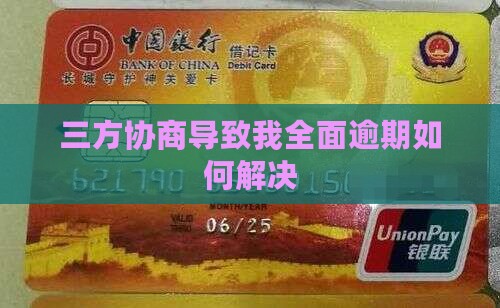 中国银行 借记卡
BANK OF CHINA Debit Card
长城守护神关爱卡
三方协商导致我全面逾期如
何解决
MONTH/YEAR
VALID
THRU
06/25
UnionPay
银联